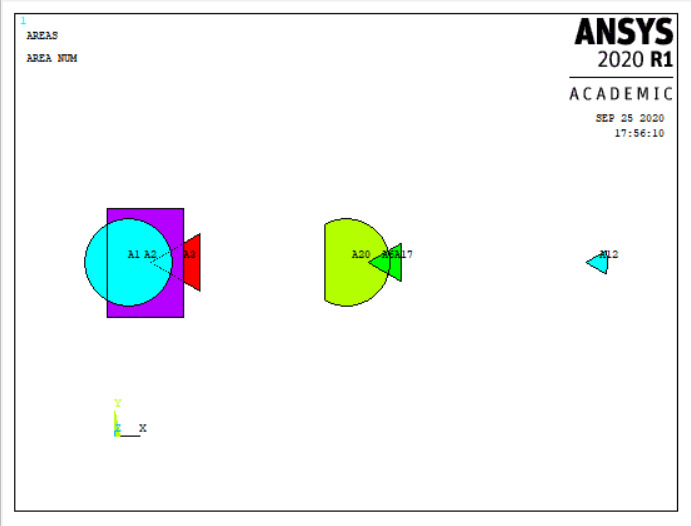 1
AREAS
AREA NUM
ANSYS
2020 R1
ACADEMIC
SEP 25 2020
17:56:10
A1 A2 A3
A20 A17
A12
Y
Z X